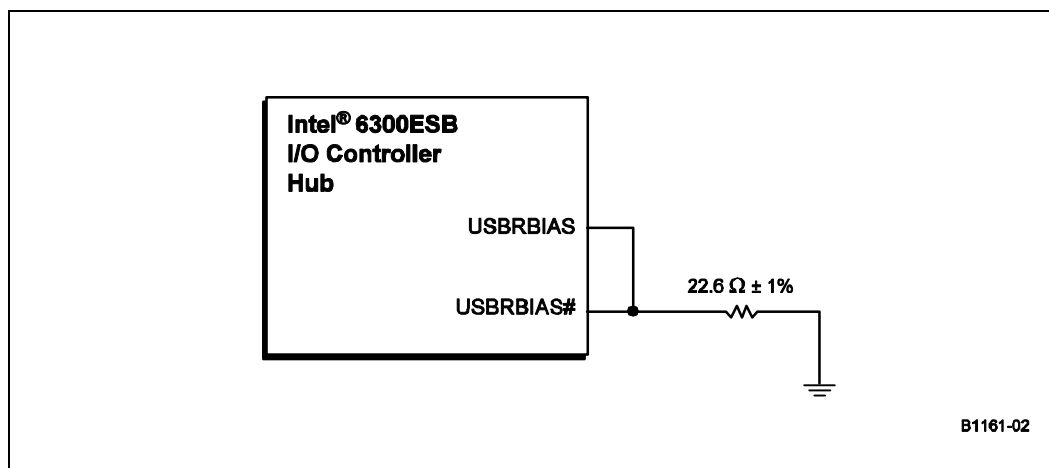 Intel® 6300ESB
I/O Controller
Hub
USBRBIAS
USBRBIAS#
22.6 Ω ± 1%
B1161-02